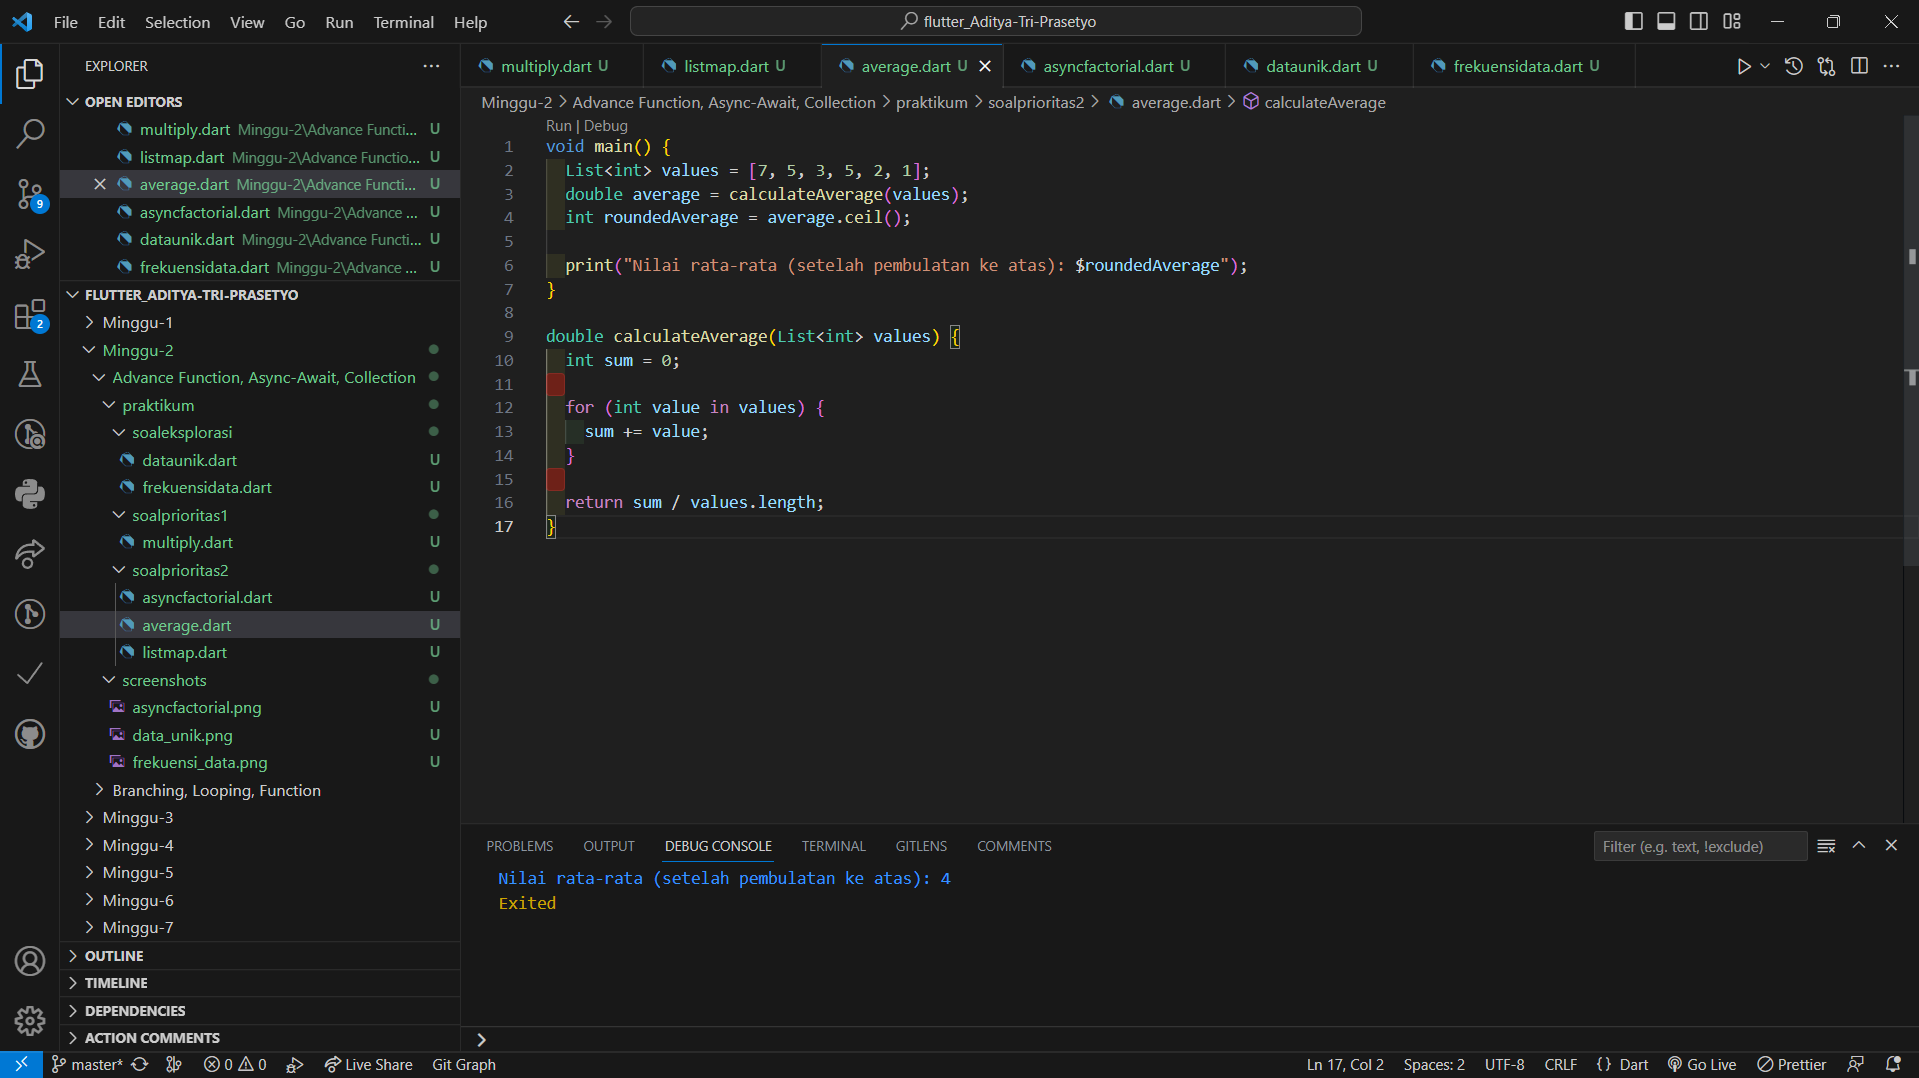 File Edit Selection View Go Run Terminal Help
flutter_Aditya-Tri-Prasetyo
EXPLORER
OPEN EDITORS
multiply.dart Minggu-2\Advance Functi... U
listmap.dart Minggu-2\Advance Functio... U
average.dart Minggu-2\Advance Functi... U
asyncfactorial.dart Minggu-2\Advance ... U
dataunik.dart Minggu-2\Advance Functi... U
frekuensidata.dart Minggu-2\Advance ... U
FLUTTER_ADITYA-TRI-PRASETYO
Minggu-1
Minggu-2
Advance Function, Async-Await, Collection
praktikum
soaleksplorasi
dataunik.dart U
frekuensidata.dart U
soalprioritas1
multiply.dart U
soalprioritas2
asyncfactorial.dart U
average.dart U
listmap.dart U
screenshots
asyncfactorial.png U
data_unik.png U
frekuensi_data.png U
Branching, Looping, Function
Minggu-3
Minggu-4
Minggu-5
Minggu-6
Minggu-7
OUTLINE
TIMELINE
DEPENDENCIES
ACTION COMMENTS
9
2
multiply.dart U listmap.dart U average.dart U asyncfactorial.dart U dataunik.dart U frekuensidata.dart U
Minggu-2 > Advance Function, Async-Await, Collection > praktikum > soalprioritas2 > average.dart > calculateAverage
Run | Debug
1 void main() {
2 List<int> values = [7, 5, 3, 5, 2, 1];
3 double average = calculateAverage(values);
4 int roundedAverage = average.ceil();
5
6 print("Nilai rata-rata (setelah pembulatan ke atas): $roundedAverage");
7 }
8
9 double calculateAverage(List<int> values) {
10 int sum = 0;
11
12 for (int value in values) {
13 sum += value;
14 }
15
16 return sum / values.length;
17 }
PROBLEMS OUTPUT DEBUG CONSOLE TERMINAL GITLENS COMMENTS
Filter (e.g. text, !exclude)
Nilai rata-rata (setelah pembulatan ke atas): 4
Exited
master* 0 0 Live Share Git Graph
Ln 17, Col 2 Spaces: 2 UTF-8 CRLF {} Dart Go Live Prettier